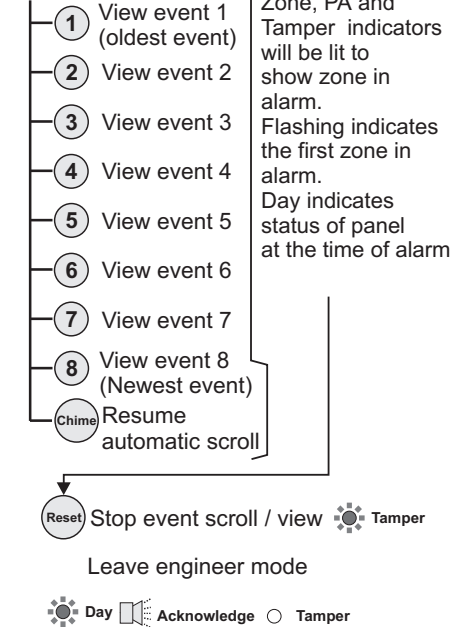 1 View event 1
(oldest event)
2 View event 2
3 View event 3
4 View event 4
5 View event 5
6 View event 6
7 View event 7
8 View event 8
(Newest event)
Chime Resume
automatic scroll
Zone, PA and
Tamper indicators
will be lit to
show zone in
alarm.
Flashing indicates
the first zone in
alarm.
Day indicates
status of panel
at the time of alarm
Reset Stop event scroll / view Tamper
Leave engineer mode
Day Acknowledge Tamper